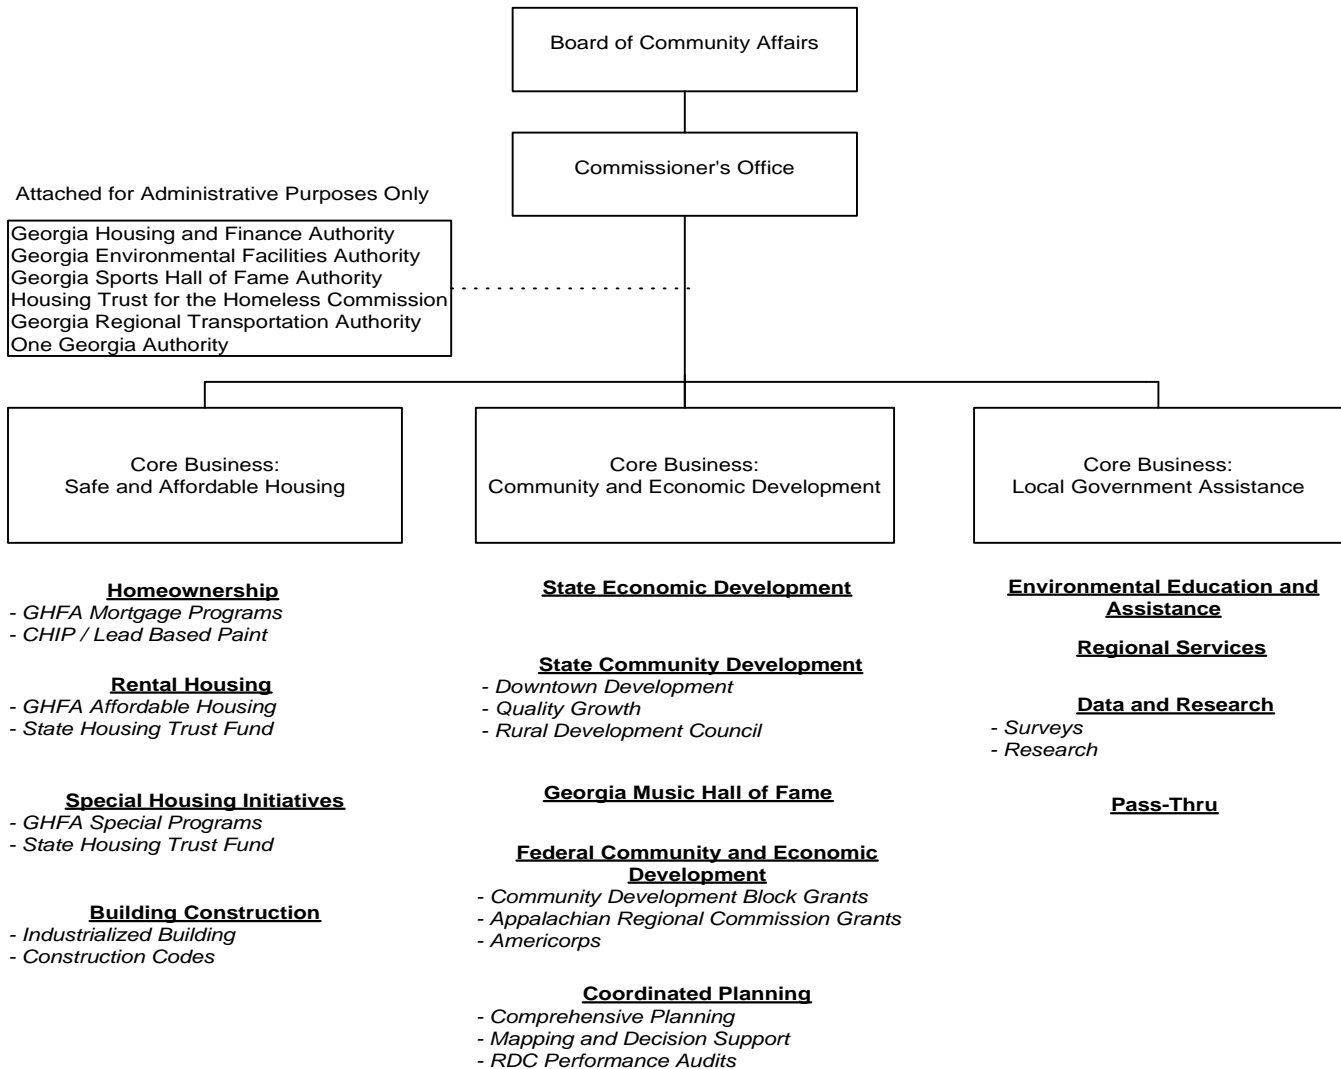 Board of Community Affairs
Commissioner's Office
Attached for Administrative Purposes Only
Georgia Housing and Finance Authority
Georgia Environmental Facilities Authority
Georgia Sports Hall of Fame Authority
Housing Trust for the Homeless Commission
Georgia Regional Transportation Authority
One Georgia Authority
Core Business:
Safe and Affordable Housing
Homeownership
- GHFA Mortgage Programs
- CHIP / Lead Based Paint
Rental Housing
- GHFA Affordable Housing
- State Housing Trust Fund
Special Housing Initiatives
- GHFA Special Programs
- State Housing Trust Fund
Building Construction
- Industrialized Building
- Construction Codes
Core Business:
Community and Economic Development
State Economic Development
State Community Development
- Downtown Development
- Quality Growth
- Rural Development Council
Georgia Music Hall of Fame
Federal Community and Economic
Development
- Community Development Block Grants
- Appalachian Regional Commission Grants
- Americorps
Coordinated Planning
- Comprehensive Planning
- Mapping and Decision Support
- RDC Performance Audits
Core Business:
Local Government Assistance
Environmental Education and
Assistance
Regional Services
Data and Research
- Surveys
- Research
Pass-Thru